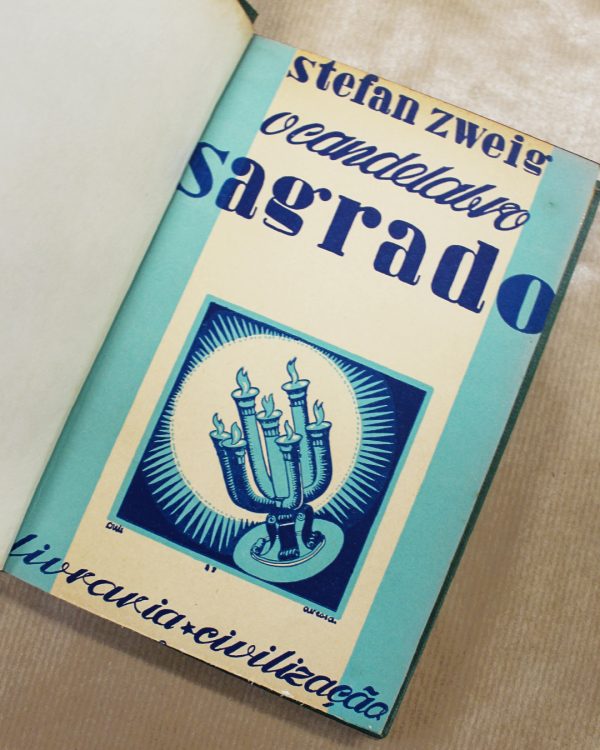 stefan zweig
o candelabro
sagrado
livraria ★ civilização